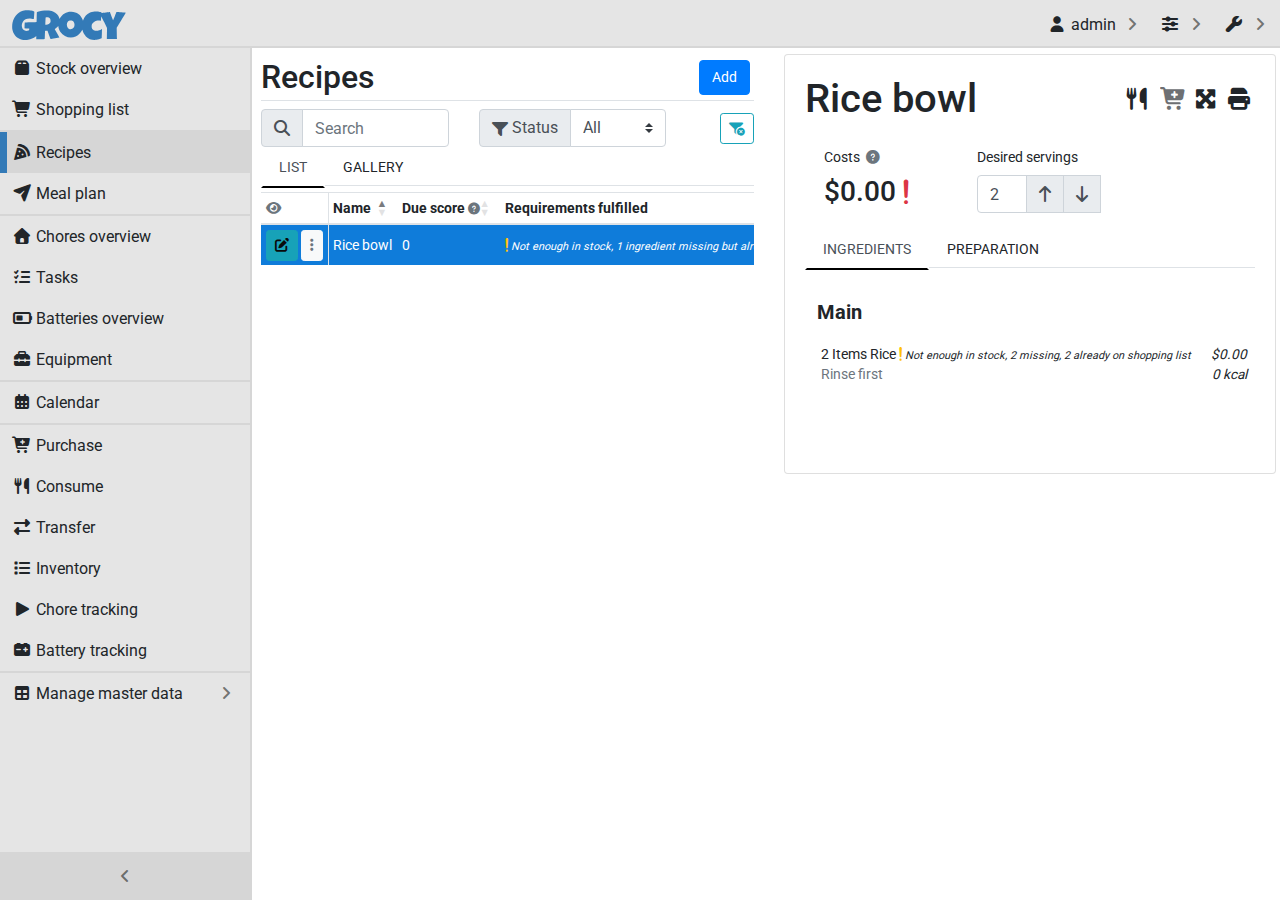 GROCY
admin
Stock overview
Shopping list
Recipes
Meal plan
Chores overview
Tasks
Batteries overview
Equipment
Calendar
Purchase
Consume
Transfer
Inventory
Chore tracking
Battery tracking
Manage master data
Recipes
Add
Search
Status
All
LIST GALLERY
Name Due score Requirements fulfilled
Rice bowl 0 Not enough in stock, 1 ingredient missing but alr
Rice bowl
Costs Desired servings
$0.00 2
INGREDIENTS PREPARATION
Main
2 Items Rice Not enough in stock, 2 missing, 2 already on shopping list $0.00
Rinse first 0 kcal